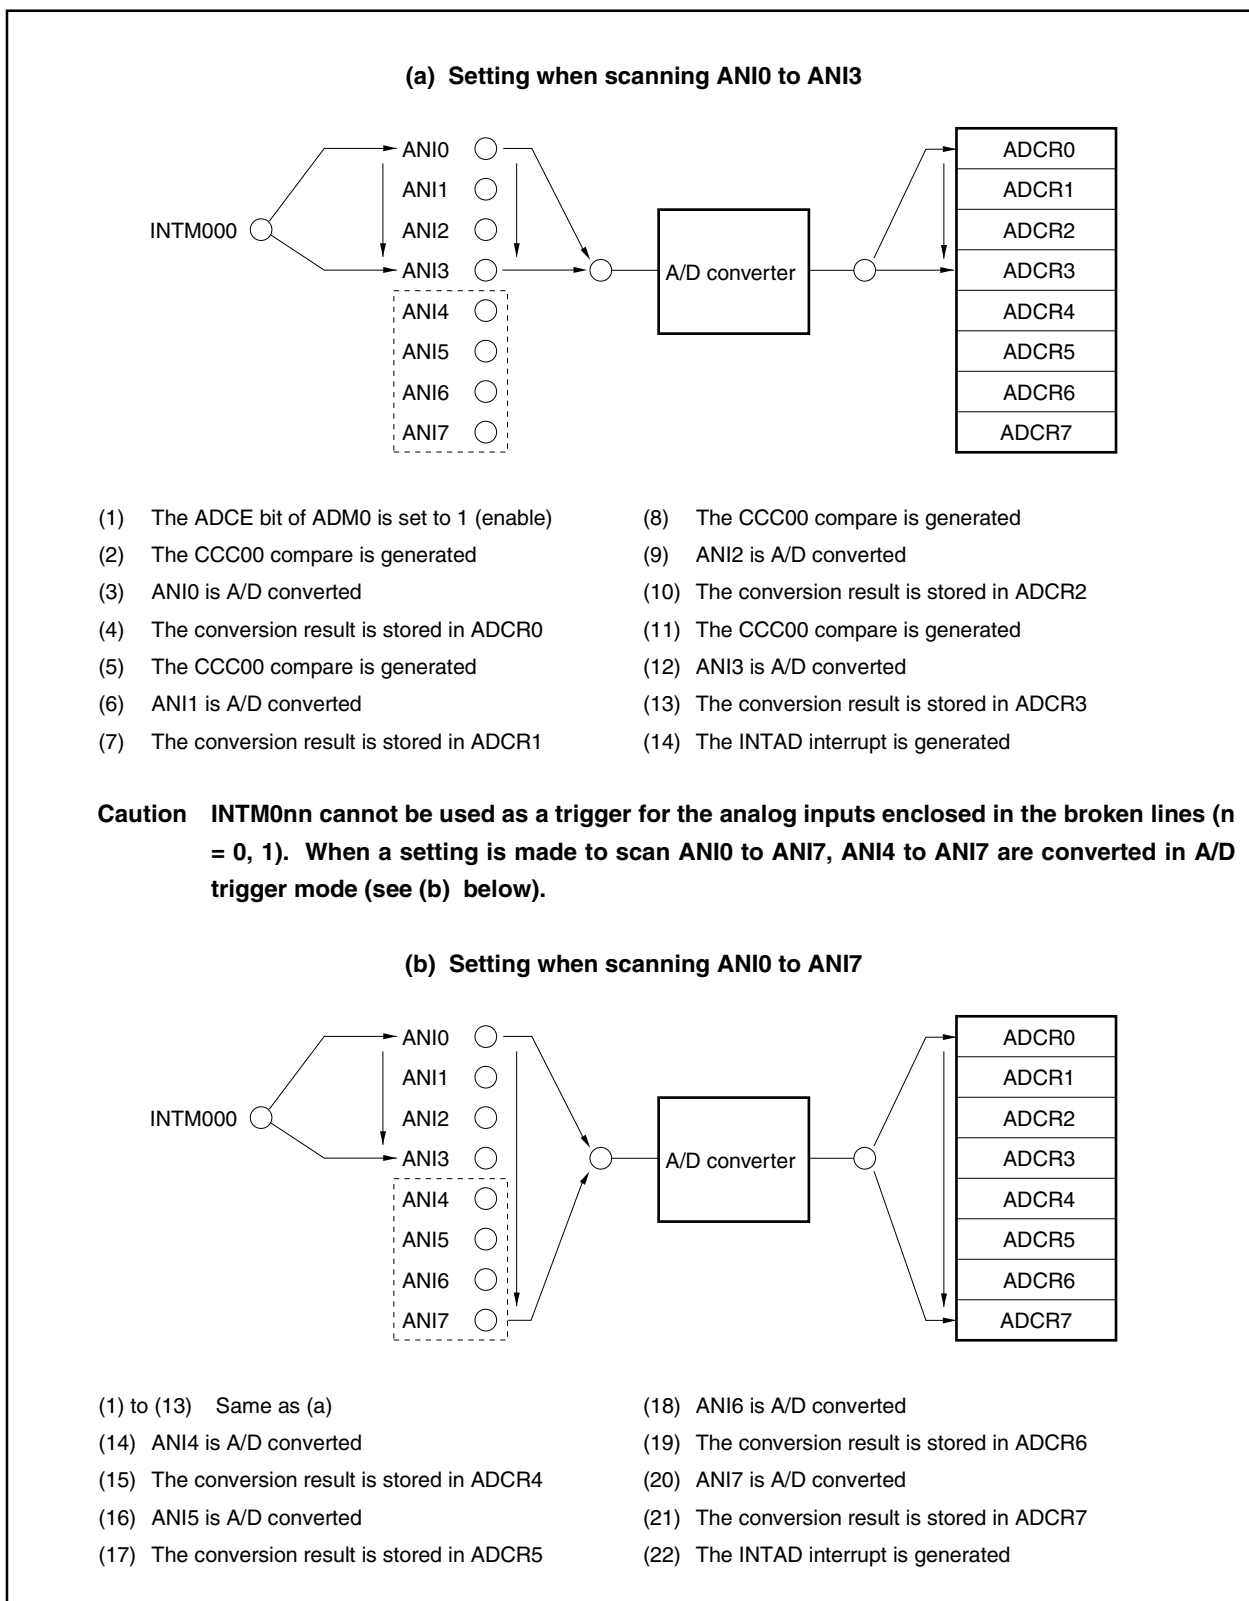 (a) Setting when scanning ANI0 to ANI3
ANI0
ANI1
INTM000
ANI2
ANI3
ANI4
ANI5
ANI6
ANI7
A/D converter
ADCR0
ADCR1
ADCR2
ADCR3
ADCR4
ADCR5
ADCR6
ADCR7
(1) The ADCE bit of ADM0 is set to 1 (enable)
(2) The CCC00 compare is generated
(3) ANI0 is A/D converted
(4) The conversion result is stored in ADCR0
(5) The CCC00 compare is generated
(6) ANI1 is A/D converted
(7) The conversion result is stored in ADCR1
(8) The CCC00 compare is generated
(9) ANI2 is A/D converted
(10) The conversion result is stored in ADCR2
(11) The CCC00 compare is generated
(12) ANI3 is A/D converted
(13) The conversion result is stored in ADCR3
(14) The INTAD interrupt is generated
Caution INTM0nn cannot be used as a trigger for the analog inputs enclosed in the broken lines (n
= 0, 1). When a setting is made to scan ANI0 to ANI7, ANI4 to ANI7 are converted in A/D
trigger mode (see (b) below).
(b) Setting when scanning ANI0 to ANI7
ANI0
ANI1
INTM000
ANI2
ANI3
ANI4
ANI5
ANI6
ANI7
A/D converter
ADCR0
ADCR1
ADCR2
ADCR3
ADCR4
ADCR5
ADCR6
ADCR7
(1) to (13) Same as (a)
(14) ANI4 is A/D converted
(15) The conversion result is stored in ADCR4
(16) ANI5 is A/D converted
(17) The conversion result is stored in ADCR5
(18) ANI6 is A/D converted
(19) The conversion result is stored in ADCR6
(20) ANI7 is A/D converted
(21) The conversion result is stored in ADCR7
(22) The INTAD interrupt is generated